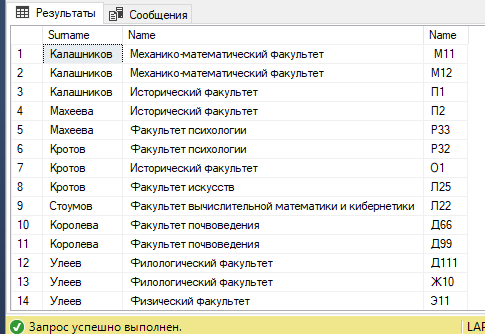 Результаты Сообщения
Surname Name Name
1 Калашников Механико-математический факультет М11
2 Калашников Механико-математический факультет М12
3 Калашников Исторический факультет П1
4 Махеева Исторический факультет П2
5 Махеева Факультет психологии Р33
6 Кротов Факультет психологии Р32
7 Кротов Исторический факультет О1
8 Кротов Факультет искусств Л25
9 Стоумов Факультет вычислительной математики и кибернетики Л22
10 Королева Факультет почвоведения Д66
11 Королева Факультет почвоведения Д99
12 Улеев Филологический факультет Д111
13 Улеев Филологический факультет Ж10
14 Улеев Физический факультет Э11
Запрос успешно выполнен. LAP